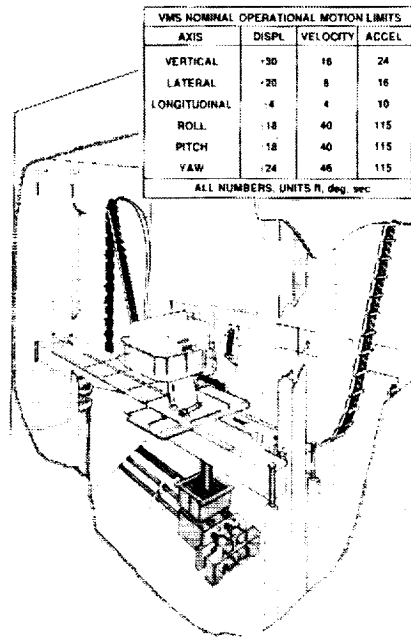 VMS NOMINAL OPERATIONAL MOTION LIMITS
AXIS DISPL VELOCITY ACCEL
VERTICAL ±30 16 24
LATERAL ±20 8 16
LONGITUDINAL ±4 4 10
ROLL ±18 40 115
PITCH ±18 40 115
YAW ±24 46 115
ALL NUMBERS, UNITS ft, deg, sec